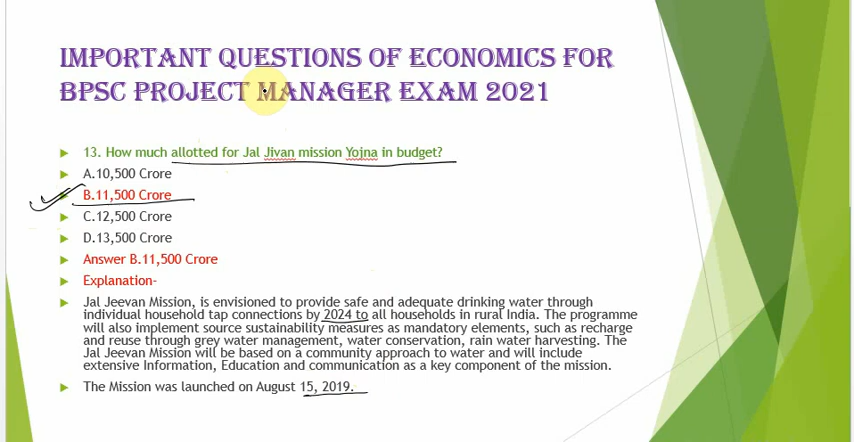 IMPORTANT QUESTIONS OF ECONOMICS FOR
BPSC PROJECT MANAGER EXAM 2021
13. How much allotted for Jal Jivan mission Yojna in budget?
A.10,500 Crore
B.11,500 Crore
C.12,500 Crore
D.13,500 Crore
Answer B.11,500 Crore
Explanation-
Jal Jeevan Mission, is envisioned to provide safe and adequate drinking water through
individual household tap connections by 2024 to all households in rural India. The programme
will also implement source sustainability measures as mandatory elements, such as recharge
and reuse through grey water management, water conservation, rain water harvesting. The
Jal Jeevan Mission will be based on a community approach to water and will include
extensive Information, Education and communication as a key component of the mission.
The Mission was launched on August 15, 2019.